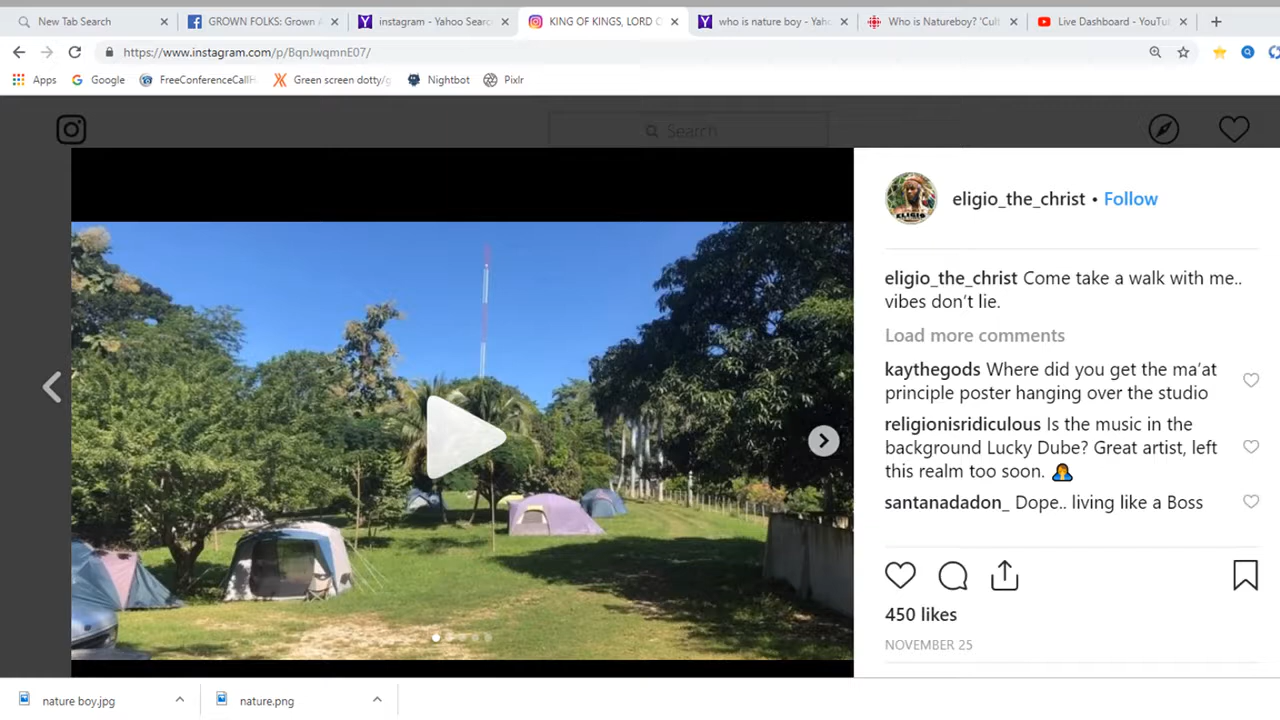 New Tab Search
GROWN FOLKS: Grown
instagram - Yahoo Searc
KING OF KINGS, LORD
who is nature boy - Yah
Who is Natureboy? 'Cult
Live Dashboard - YouTu
https://www.instagram.com/p/BqnJwqmnE07/
Apps
Google
FreeConferenceCallH
Green screen dotty/g
Nightbot
Pixlr
Search
eligio_the_christ • Follow
ELIGIO
eligio_the_christ Come take a walk with me..
vibes don't lie.
Load more comments
kaythegods Where did you get the ma'at
principle poster hanging over the studio
religionisridiculous Is the music in the
background Lucky Dube? Great artist, left
this realm too soon.
santanadadon_ Dope.. living like a Boss
450 likes
NOVEMBER 25
nature boy.jpg
nature.png